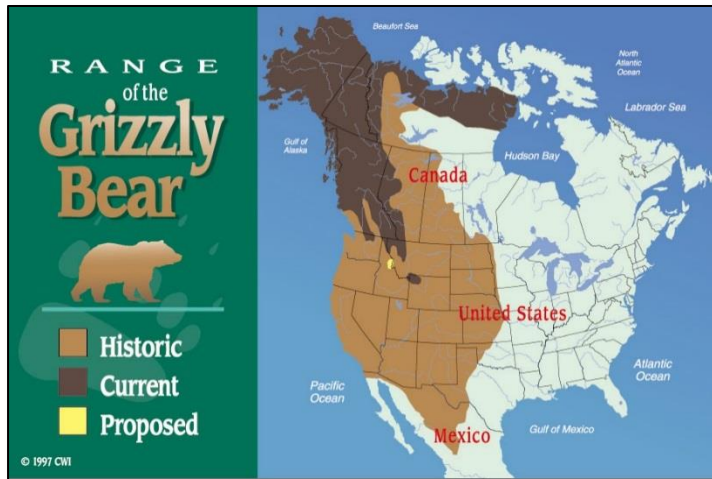 RANGE
of the
Grizzly
Bear
Historic
Current
Proposed
© 1997 CWI
Beaufort Sea
North
Atlantic
Ocean
Labrador Sea
Gulf of
Alaska
Hudson Bay
Canada
United States
Pacific
Ocean
Atlantic
Ocean
Gulf of Mexico
Mexico